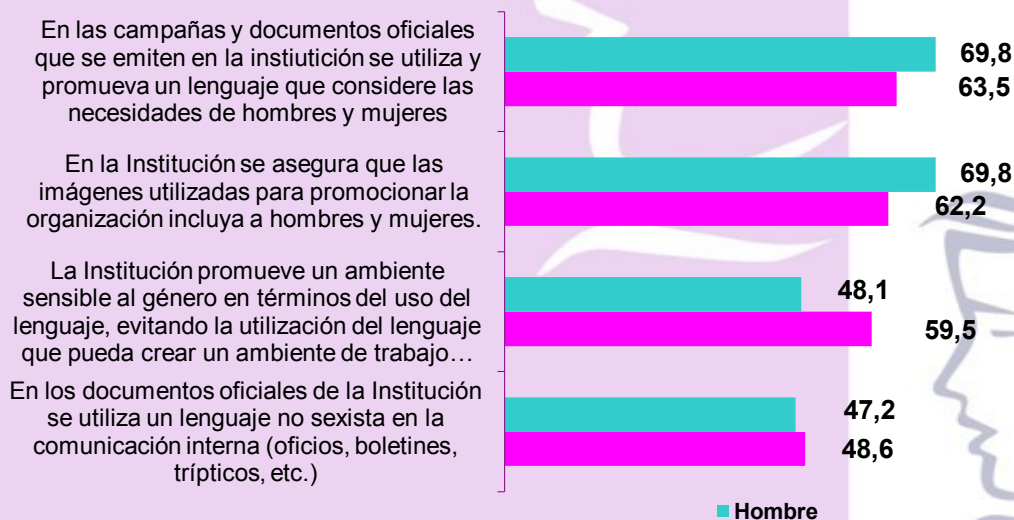 En las campañas y documentos oficiales
que se emiten en la instiutición se utiliza y
promueva un lenguaje que considere las
necesidades de hombres y mujeres
69,8
63,5
En la Institución se asegura que las
imágenes utilizadas para promocionar la
organización incluya a hombres y mujeres.
69,8
62,2
La Institución promueve un ambiente
sensible al género en términos del uso del
lenguaje, evitando la utilización del lenguaje
que pueda crear un ambiente de trabajo…
48,1
59,5
En los documentos oficiales de la Institución
se utiliza un lenguaje no sexista en la
comunicación interna (oficios, boletines,
trípticos, etc.)
47,2
48,6
Hombre